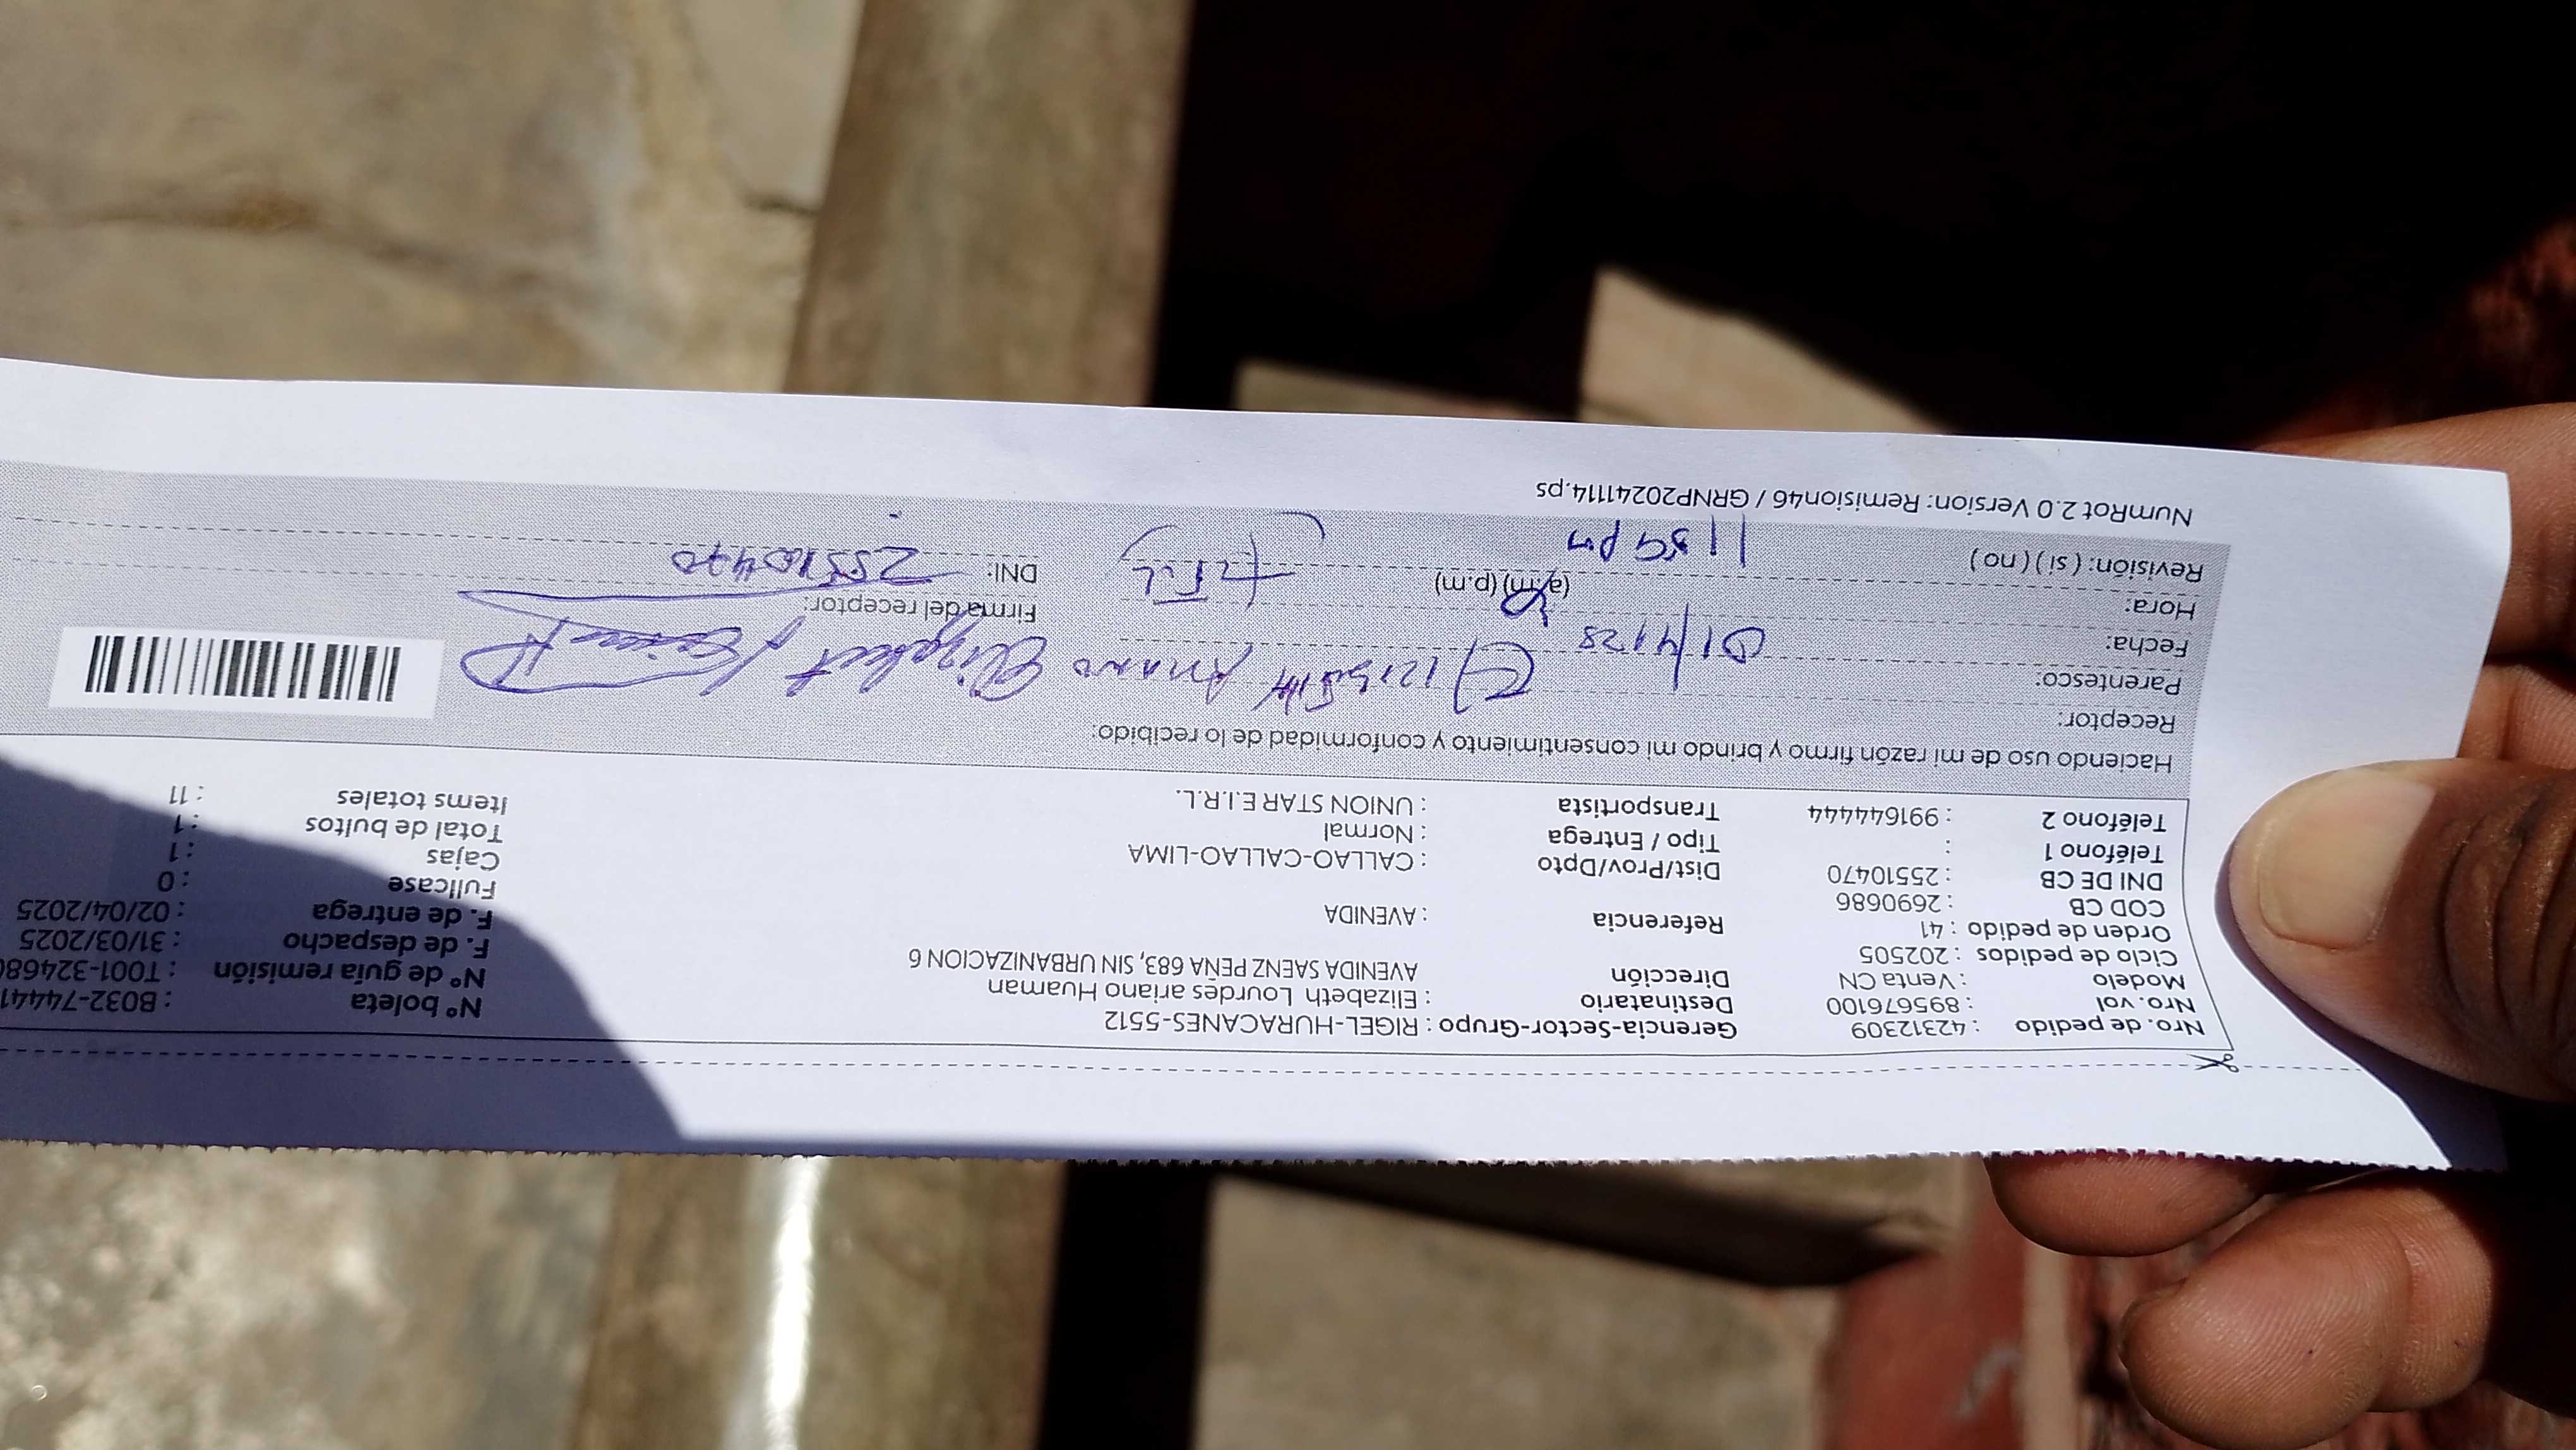 Nro. de pedido : 42312309 Gerencia-Sector-Grupo : RIGEL-HURACANES-5512 N° boleta : B032-74441
Nro. vol : 895676100 Destinatario : Elizabeth Lourdes ariano Huaman N° de guía remisión : T001-32468
Modelo : Venta CN Dirección AVENIDA SAENZ PEÑA 683, SIN URBANIZACION 6 F. de despacho : 31/03/2025
Ciclo de pedidos : 202505 F. de entrega : 02/04/2025
Orden de pedido : 41 Referencia : AVENIDA Fullcase : 0
COD CB : 2690686 Cajas : 1
DNI DE CB : 25510470 Dist/Prov/Dpto : CALLAO-CALLAO-LIMA Total de bultos : 1
Teléfono 1 : Tipo / Entrega : Normal Items totales : 11
Teléfono 2 : 991644444 Transportista : UNION STAR E.I.R.L.
Haciendo uso de mi razón firmo y brindo mi consentimiento y conformidad de lo recibido:
Receptor:
Parentesco:
Fecha: 01/4/25
Hora: (a.m) (p.m) Firma del receptor:
Revisión: ( si ) ( no ) DNI: 25510470
NumRot 2.0 Version: Remision46 / GRNP20241114.ps